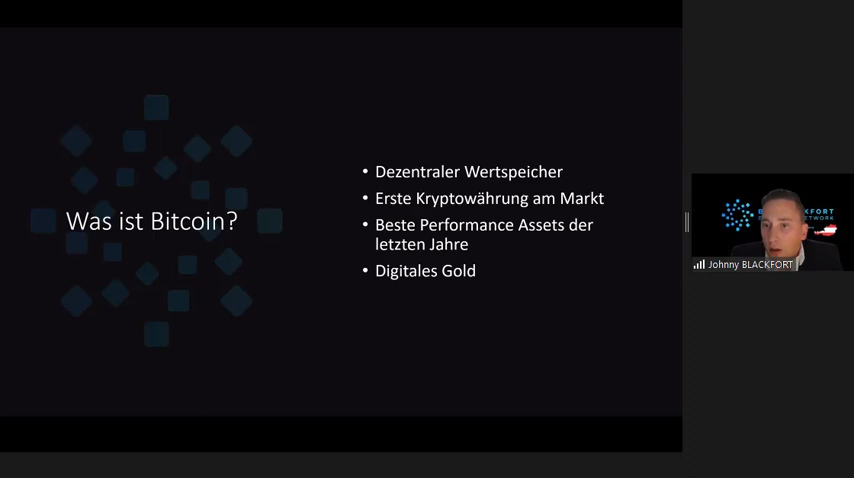 Was ist Bitcoin?
• Dezentraler Wertspeicher
• Erste Kryptowährung am Markt
• Beste Performance Assets der
letzten Jahre
• Digitales Gold
Johnny BLACKFORT